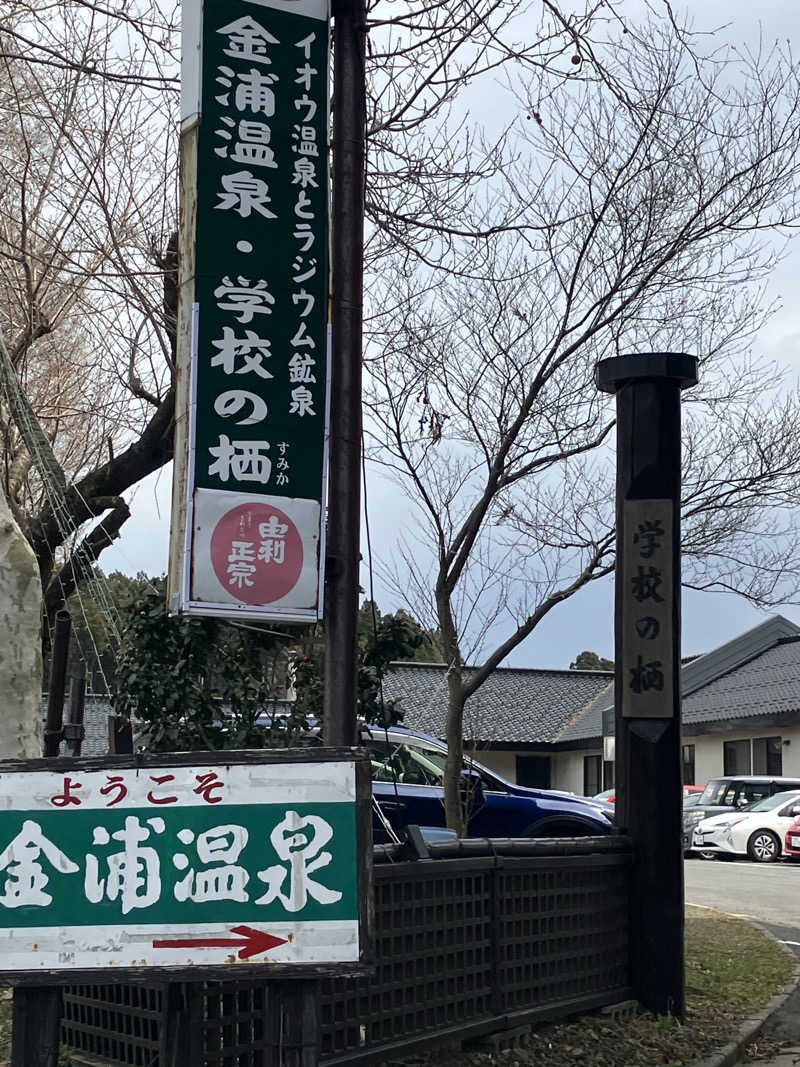 イオウ温泉とラジウム鉱泉
金浦温泉・学校の栖
すみか
由利
正宗
学校の栖
ようこそ
金浦温泉